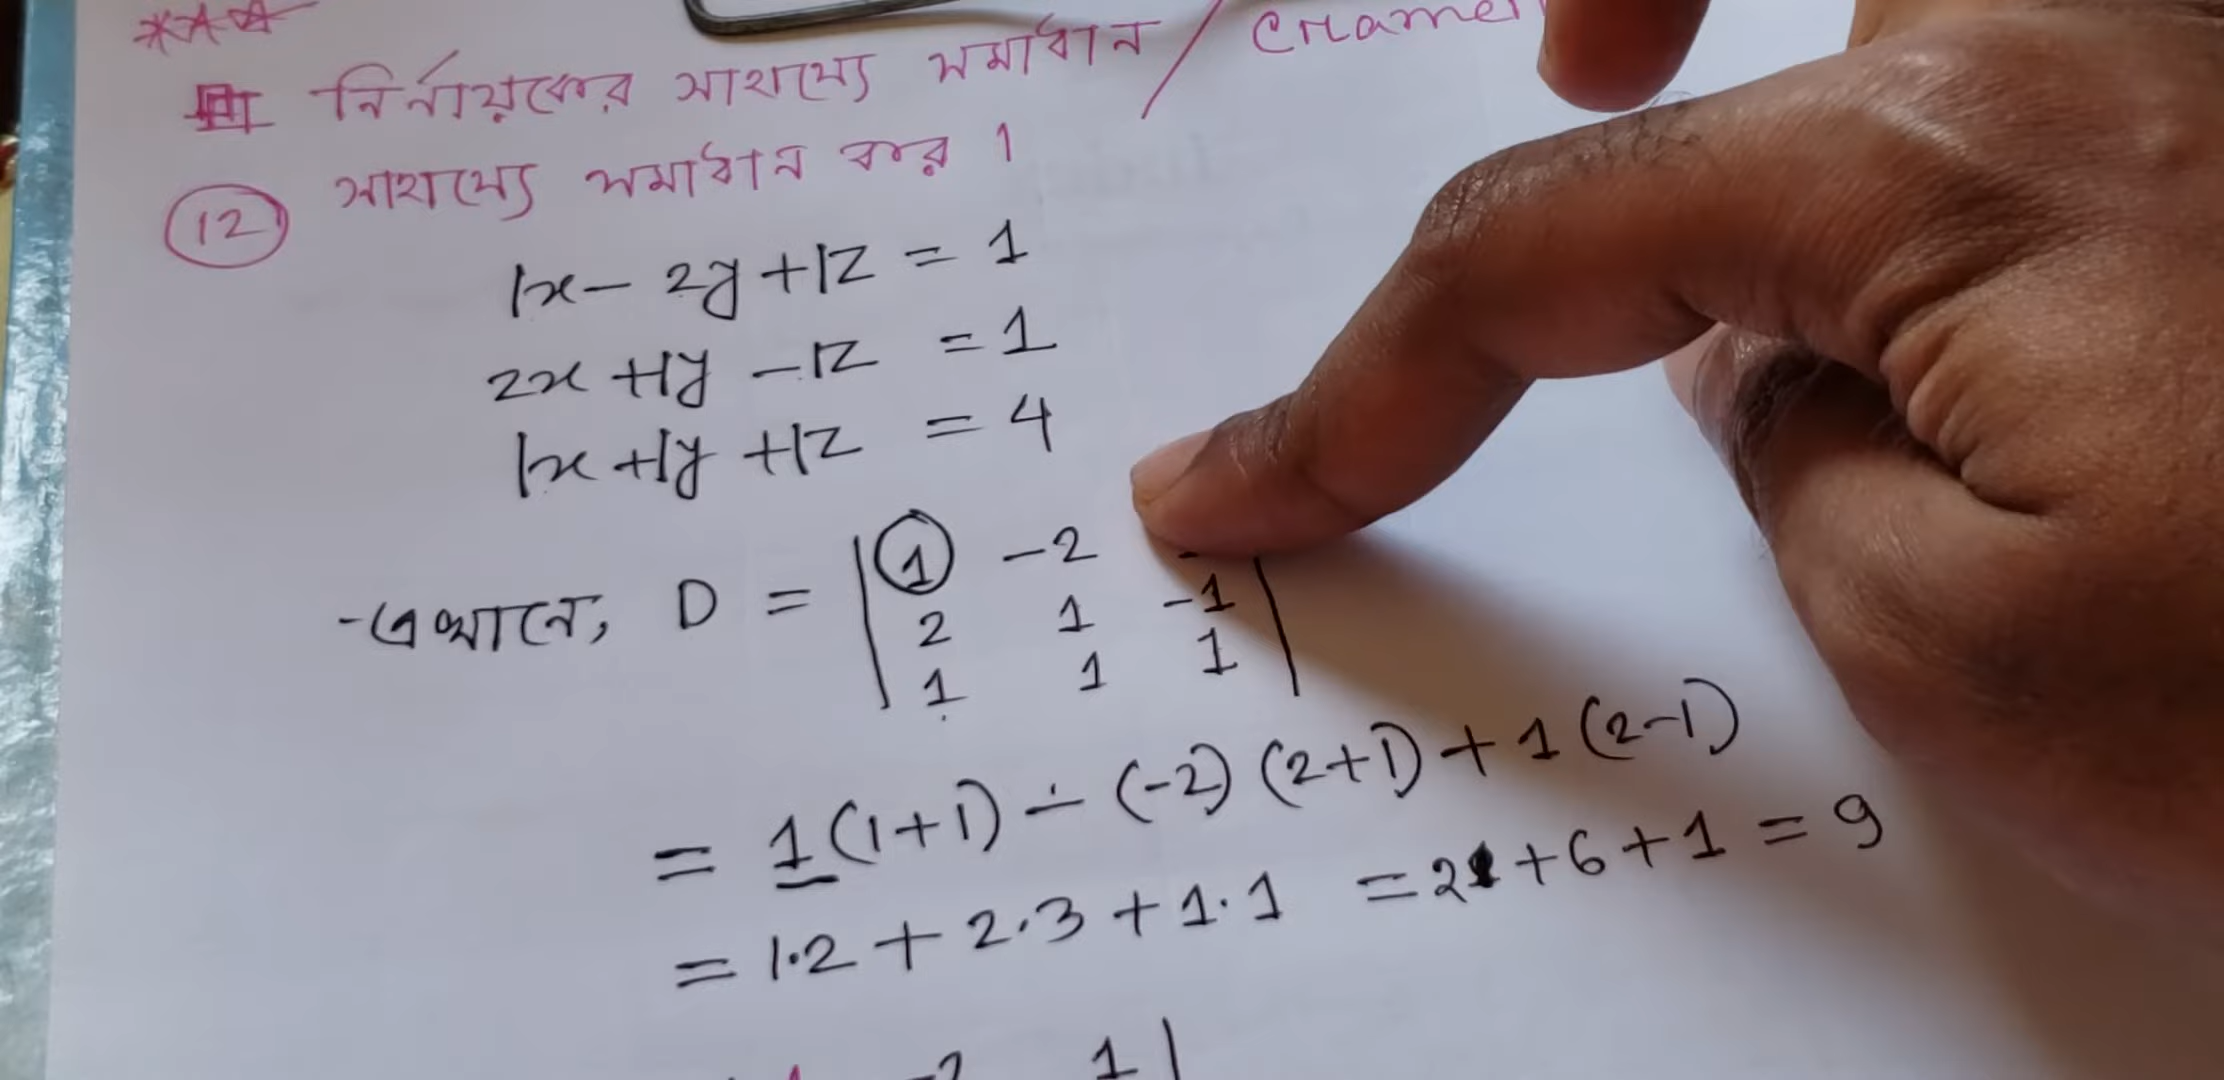 নির্নায়কের সাহায্যে সমাধান / Cramer
(12) সাহায্যে সমাধান কর।
1x - 2y + 1z = 1
2x + 1y - 1z = 1
1x + 1y + 1z = 4
এখানে, D = | 1 -2
2 1 -1
1 1 1 |
= 1(1+1) - (-2)(2+1) + 1(2-1)
= 1.2 + 2.3 + 1.1 = 2 + 6 + 1 = 9
-2 1 |